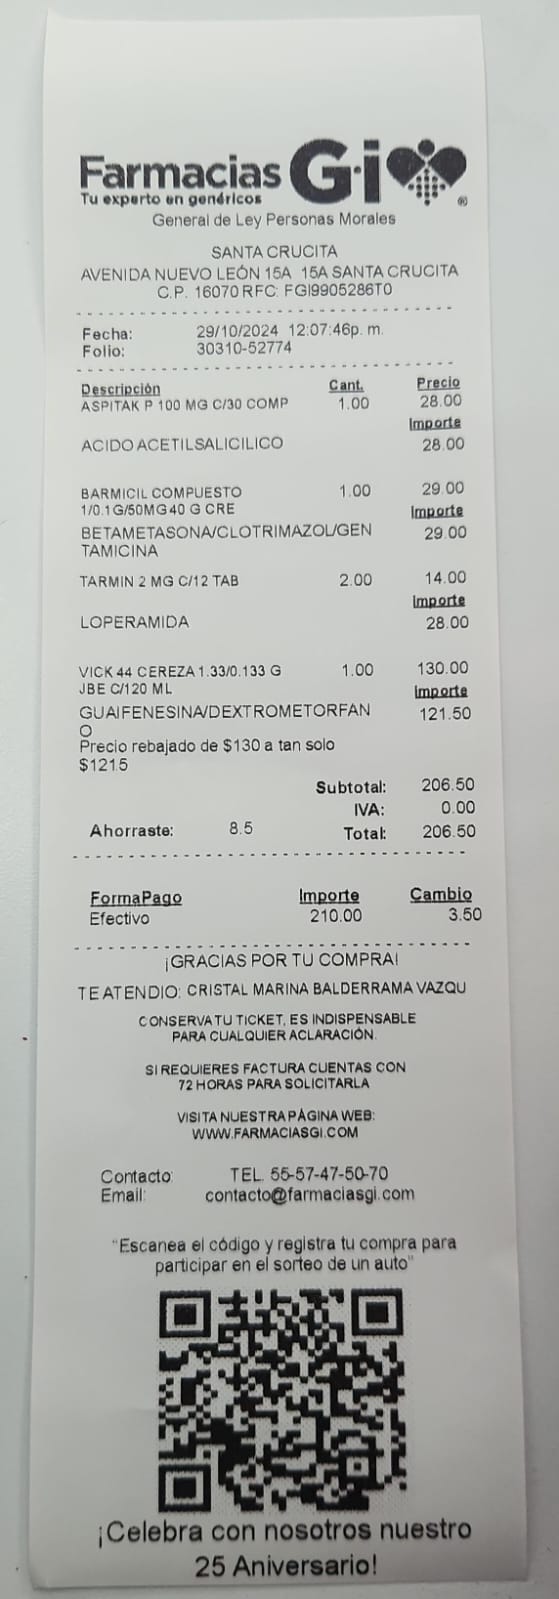 Farmacias G·i
Tu experto en genéricos
®
General de Ley Personas Morales
SANTA CRUCITA
AVENIDA NUEVO LEÓN 15A 15A SANTA CRUCITA
C.P. 16070 RFC: FGI9905286T0
Fecha: 29/10/2024 12:07:46p. m.
Folio: 30310-52774
Descripción Cant. Precio
ASPITAK P 100 MG C/30 COMP 1.00 28.00
Importe
ACIDO ACETILSALICILICO 28.00
BARMICIL COMPUESTO 1.00 29.00
1/0.1G/50MG 40 G CRE Importe
BETAMETASONA/CLOTRIMAZOL/GEN 29.00
TAMICINA
TARMIN 2 MG C/12 TAB 2.00 14.00
Importe
LOPERAMIDA 28.00
VICK 44 CEREZA 1.33/0.133 G 1.00 130.00
JBE C/120 ML Importe
GUAIFENESINA/DEXTROMETORFAN 121.50
O
Precio rebajado de $130 a tan solo
$121.5
Subtotal: 206.50
IVA: 0.00
Ahorraste: 8.5 Total: 206.50
FormaPago Importe Cambio
Efectivo 210.00 3.50
¡GRACIAS POR TU COMPRA!
TE ATENDIO: CRISTAL MARINA BALDERRAMA VAZQU
CONSERVA TU TICKET, ES INDISPENSABLE
PARA CUALQUIER ACLARACIÓN.
SI REQUIERES FACTURA CUENTAS CON
72 HORAS PARA SOLICITARLA
VISITA NUESTRA PÁGINA WEB:
WWW.FARMACIASGI.COM
Contacto: TEL. 55-57-47-50-70
Email: contacto@farmaciasgi.com
"Escanea el código y registra tu compra para
participar en el sorteo de un auto"
¡Celebra con nosotros nuestro
25 Aniversario!